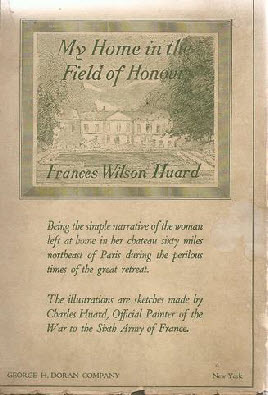 My Home in the
Field of Honour
Frances Wilson Huard
Being the simple narrative of the woman
left at home in her chateau sixty miles
northeast of Paris during the perilous
times of the great retreat.
The illustrations are sketches made by
Charles Huard, Official Painter of the
War to the Sixth Army of France.
GEORGE H. DORAN COMPANY
New York